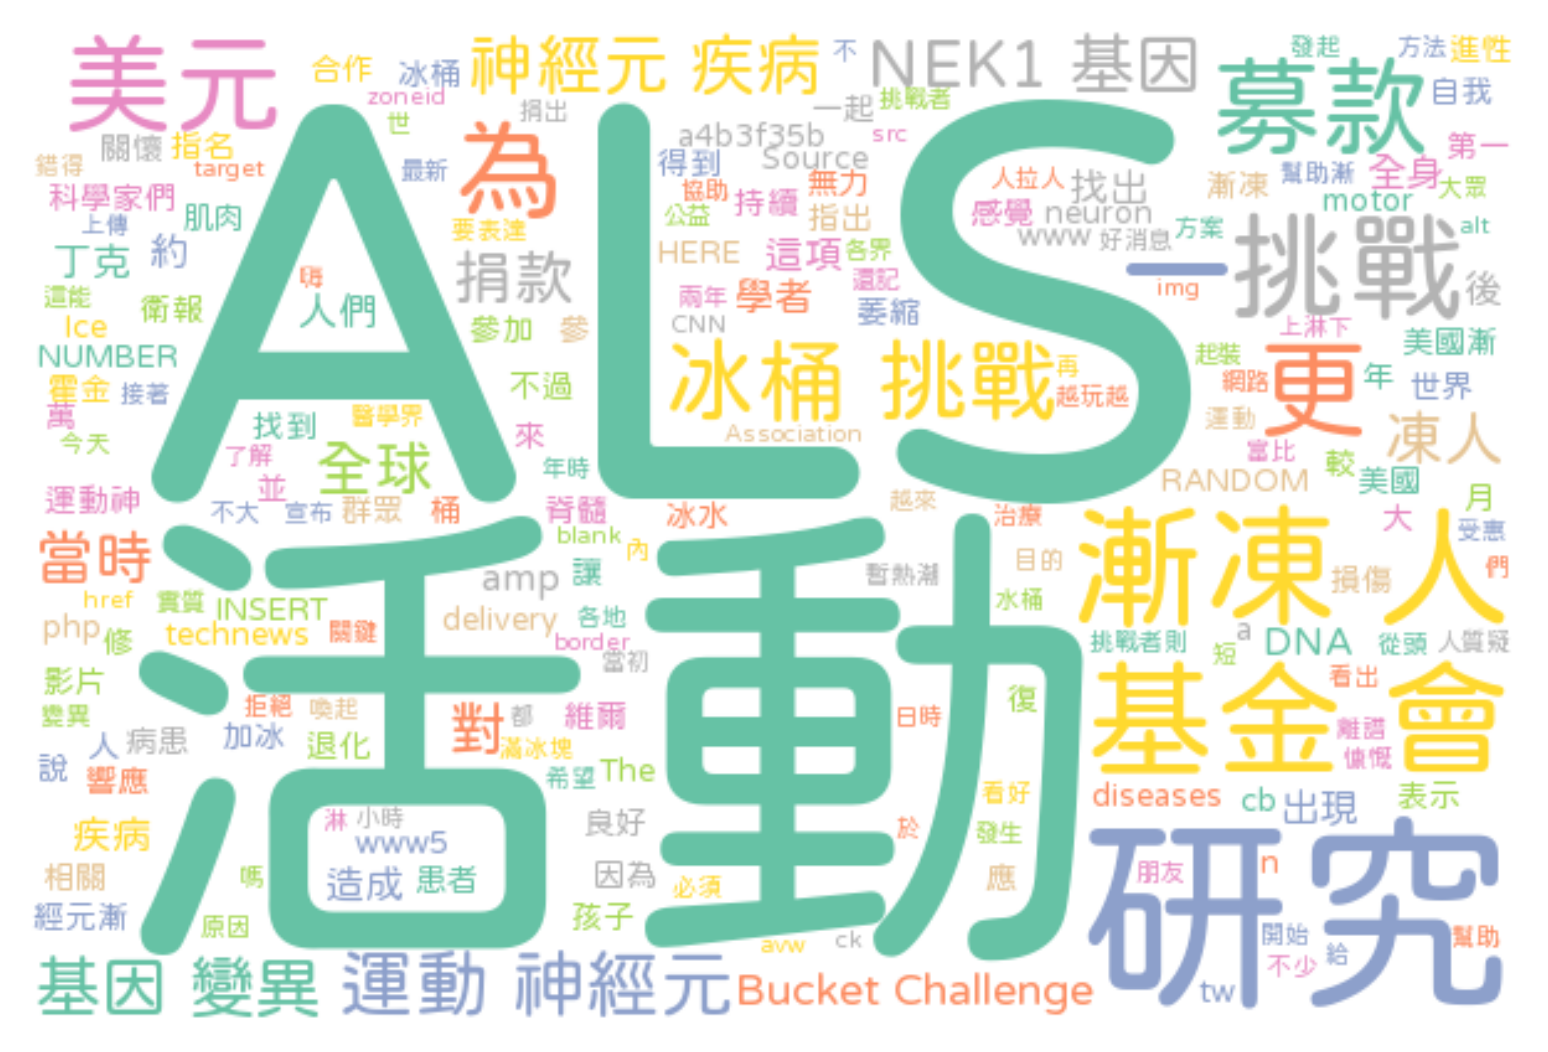 美元
合作
冰桶
神經元 疾病
不
NEK1 基因
發起
方法
進性
zoneid
捐出
一起
挑戰者
募款
自我
世
a4b3f35b
src
關懷
指名
為
ALS
第一
錯得
target
最新
得到
Source
人拉人
找出
漸凍
幫助漸
全身
大眾
科學家們
協助
持續
無力
motor
上傳
肌肉
公益
指出
感覺
neuron
alt
丁克
約
要表達
www
好消息
方案
挑戰
捐款
HERE
這項
各界
一
嗨
還記
img
後
這能
衛報
人們
兩年
學者
萎縮
Ice
參加
參
CNN
上淋下
美國漸
NUMBER
冰桶 挑戰
再
起裝
更
年
霍金
接著
不過
越玩越
網路
世界
萬
找到
醫學界
Association
運動
凍人
今天
了解
全球
來
年時
富比
較
並
RANDOM
美國
運動神
不大
宣布
群眾
桶
脊髓
冰水
越來
治療
月
大
受惠
當時
blank
內
漸凍 人
amp
讓
暫熱潮
目的
損傷
們
href
實質
INSERT
活動
水桶
php
修
technews
關鍵
delivery
各地
border
挑戰者則
a
短
DNA
從頭
人質疑
影片
當初
基金會
看出
變異
拒絕
喚起
對
都
維爾
日時
復
離譜
人
病患
加冰
退化
滿冰塊
慷慨
說
響應
希望
The
看好
diseases
cb
出現
表示
疾病
淋
小時
www5
良好
於
發生
研究
相關
嗎
造成
患者
因為
必須
應
朋友
n
經元漸
原因
孩子
avw
ck
開始
給
幫助
不少
基因 變異
運動 神經元
Bucket Challenge
tw